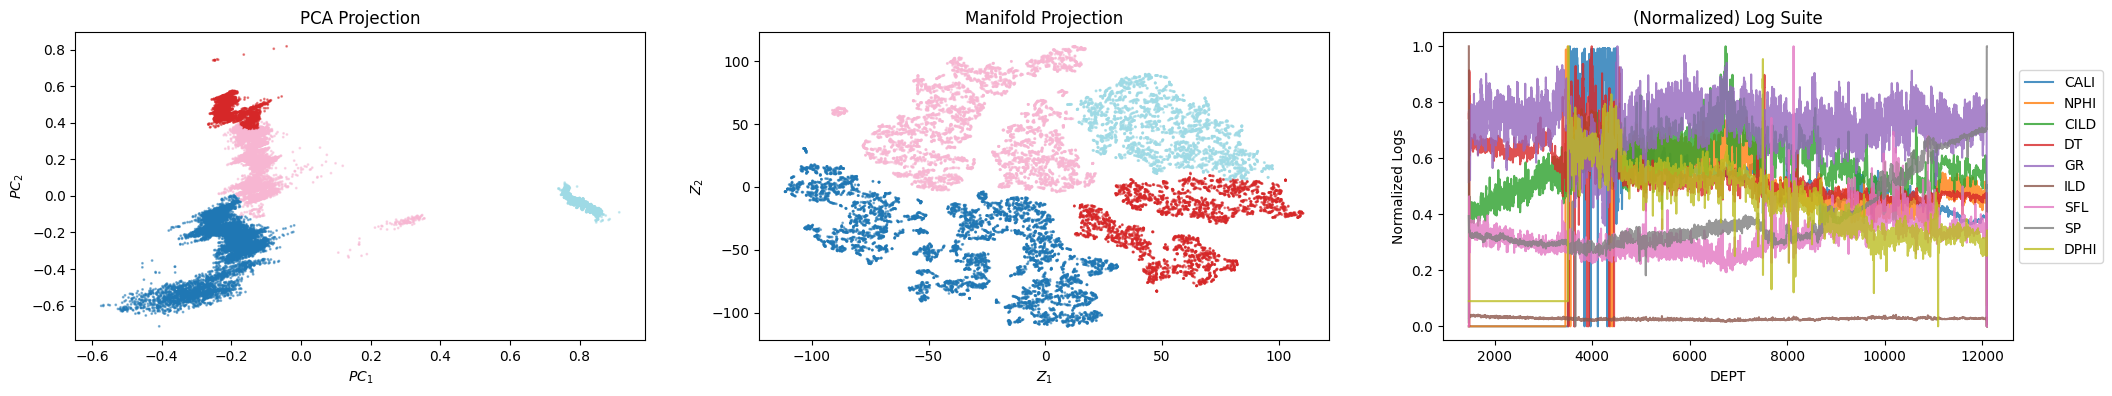 PCA Projection
PC₂
0.8
0.6
0.4
0.2
0.0
−0.2
−0.4
−0.6
−0.6 −0.4 −0.2 0.0 0.2 0.4 0.6 0.8
PC₁
Manifold Projection
Z₂
100
50
0
−50
−100
−100 −50 0 50 100
Z₁
(Normalized) Log Suite
Normalized Logs
1.0
0.8
0.6
0.4
0.2
0.0
2000 4000 6000 8000 10000 12000
DEPT
CALI
NPHI
CILD
DT
GR
ILD
SFL
SP
DPHI